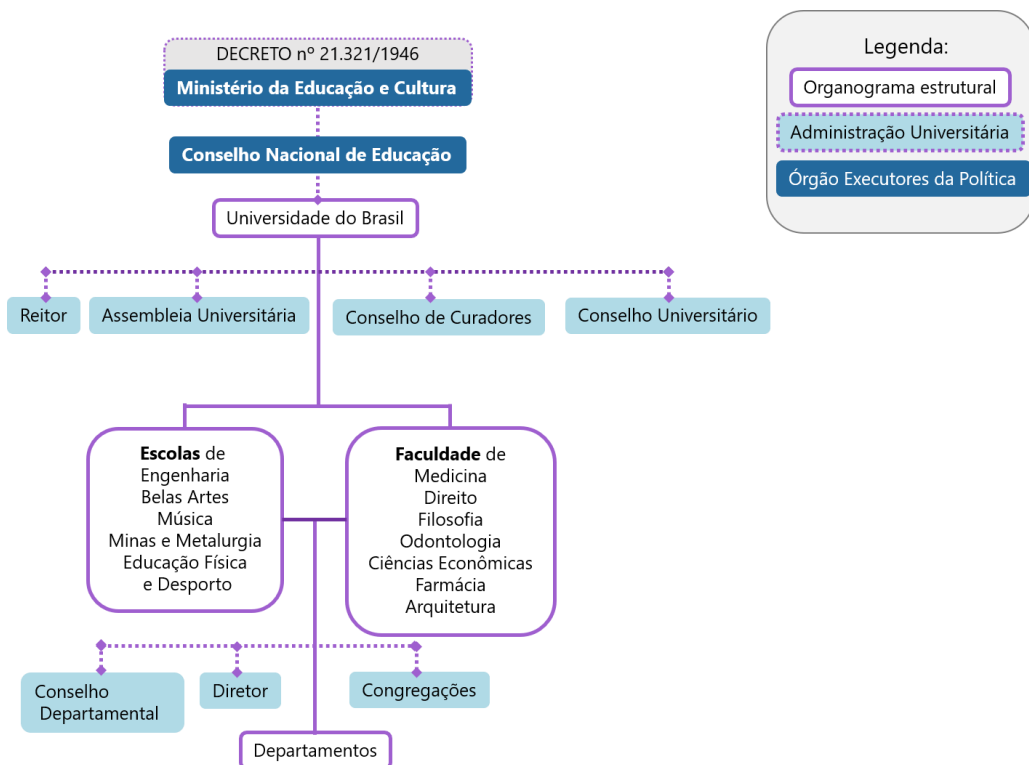 DECRETO nº 21.321/1946
Ministério da Educação e Cultura
Conselho Nacional de Educação
Universidade do Brasil
Legenda:
Organograma estrutural
Administração Universitária
Órgão Executores da Política
Reitor
Assembleia Universitária
Conselho de Curadores
Conselho Universitário
Escolas de
Engenharia
Belas Artes
Música
Minas e Metalurgia
Educação Física
e Desporto
Faculdade de
Medicina
Direito
Filosofia
Odontologia
Ciências Econômicas
Farmácia
Arquitetura
Conselho
Departamental
Diretor
Congregações
Departamentos